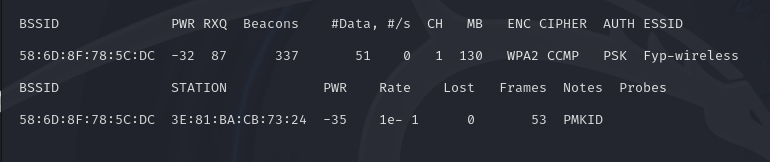 BSSID PWR RXQ Beacons #Data, #/s CH MB ENC CIPHER AUTH ESSID
58:6D:8F:78:5C:DC -32 87 337 51 0 1 130 WPA2 CCMP PSK Fyp-wireless
BSSID STATION PWR Rate Lost Frames Notes Probes
58:6D:8F:78:5C:DC 3E:81:BA:CB:73:24 -35 1e- 1 0 53 PMKID